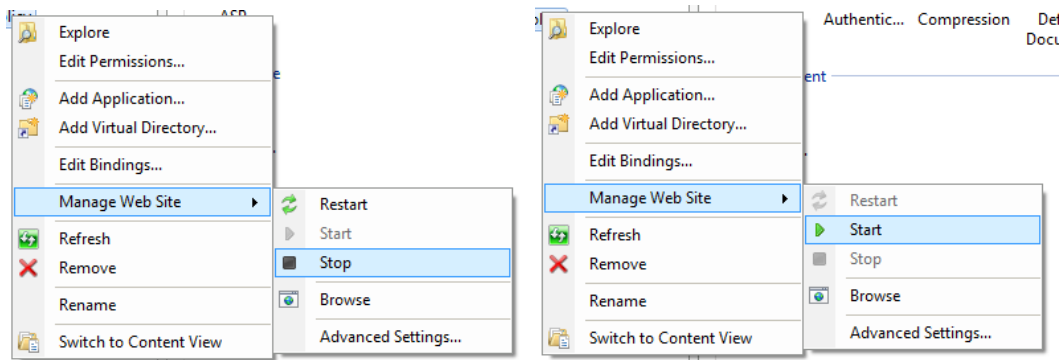 ASP
Explore
Edit Permissions...
Add Application...
Add Virtual Directory...
Edit Bindings...
Manage Web Site
Refresh
Remove
Rename
Switch to Content View
Restart
Start
Stop
Browse
Advanced Settings...
Authentic... Compression
Explore
Edit Permissions...
Add Application...
Add Virtual Directory...
Edit Bindings...
Manage Web Site
Refresh
Remove
Rename
Switch to Content View
Restart
Start
Stop
Browse
Advanced Settings...